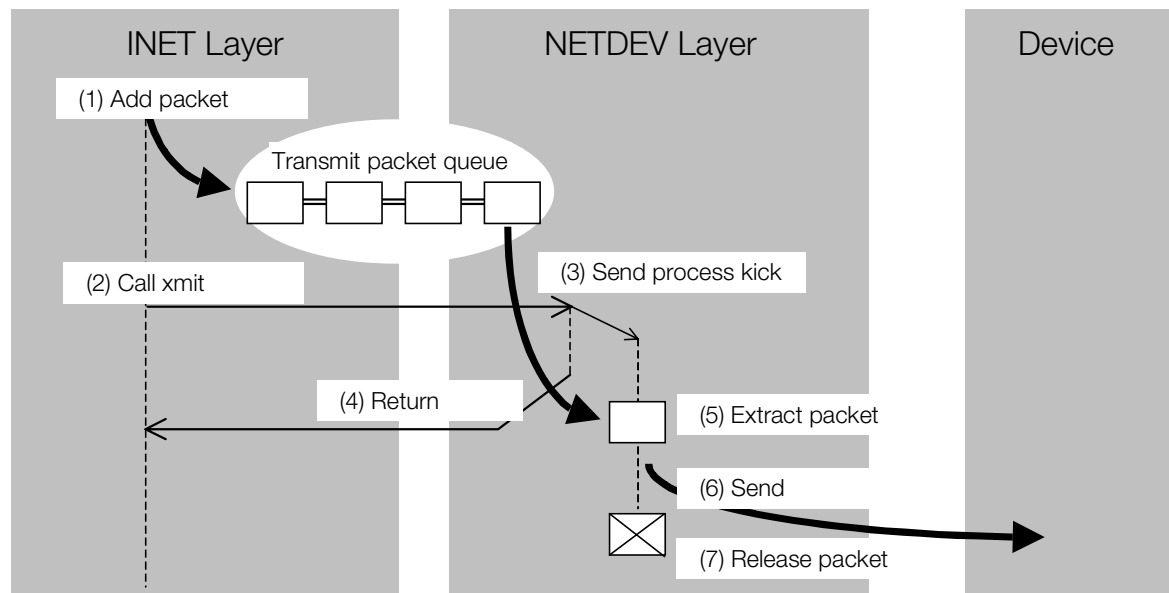 INET Layer
NETDEV Layer
Device
(1) Add packet
Transmit packet queue
(2) Call xmit
(3) Send process kick
(4) Return
(5) Extract packet
(6) Send
(7) Release packet